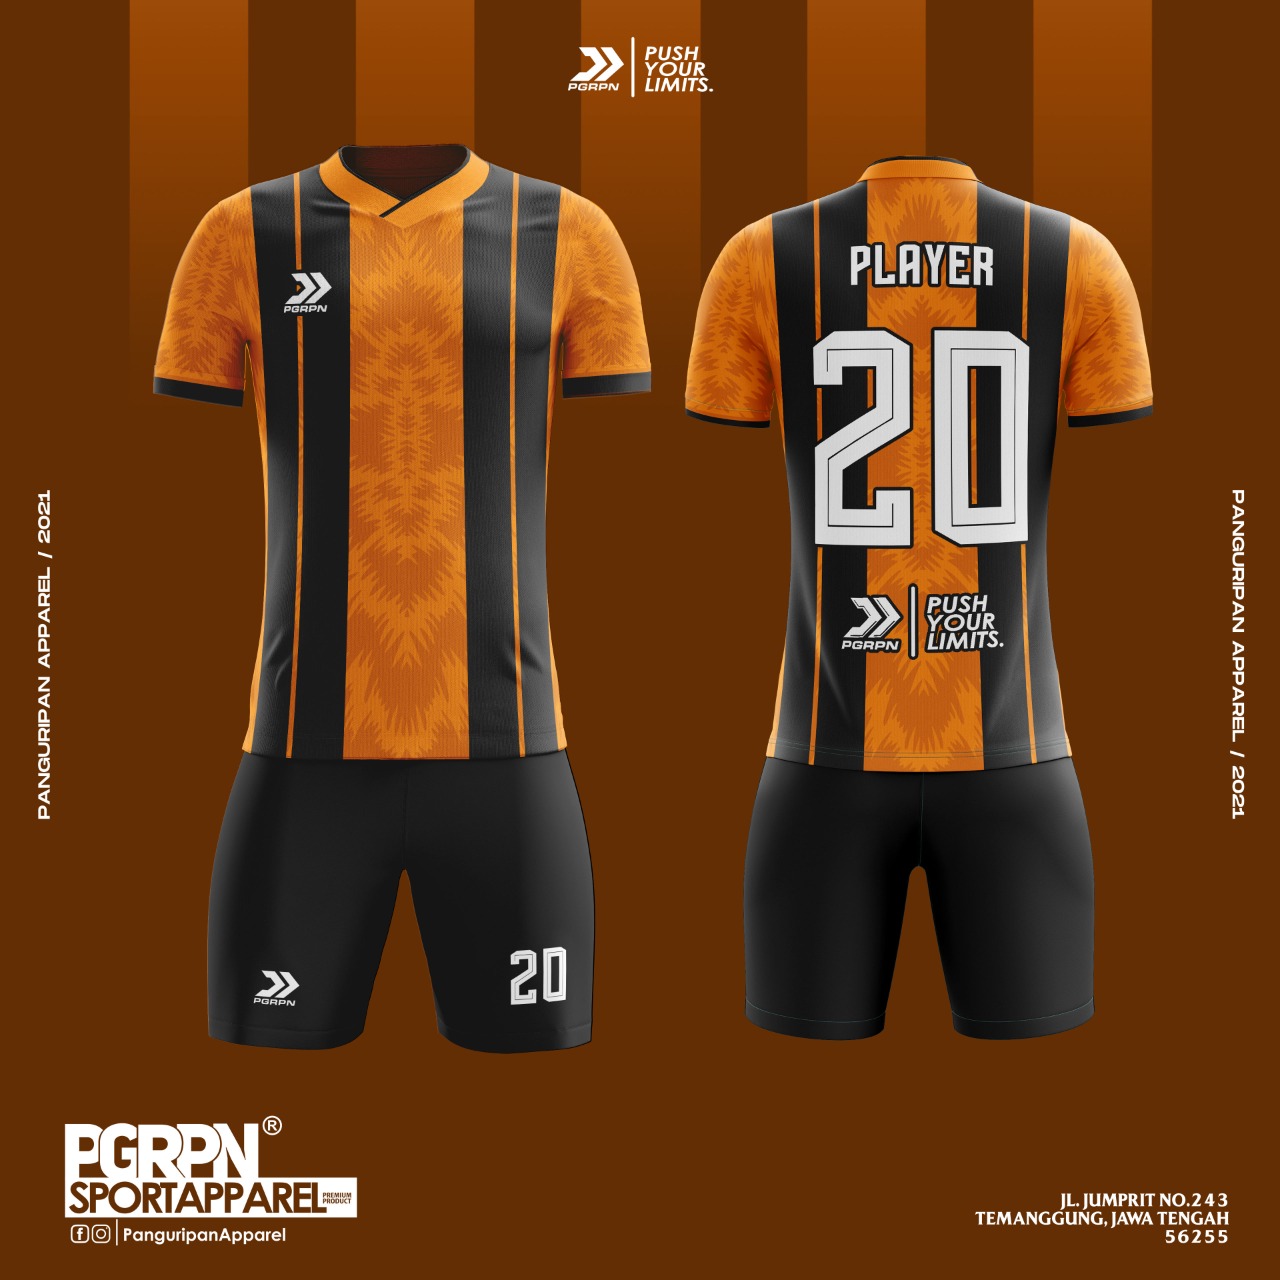 PGRPN
PUSH
YOUR
LIMITS.
PGRPN
PLAYER
20
PGRPN
PUSH
YOUR
LIMITS.
PGRPN
20
PANGURIPAN APPAREL / 2021
PANGURIPAN APPAREL / 2021
PGRPN®
SPORTAPPAREL PREMIUM
PRODUCT
PanguripanApparel
JL. JUMPRIT NO.243
TEMANGGUNG, JAWA TENGAH
56255